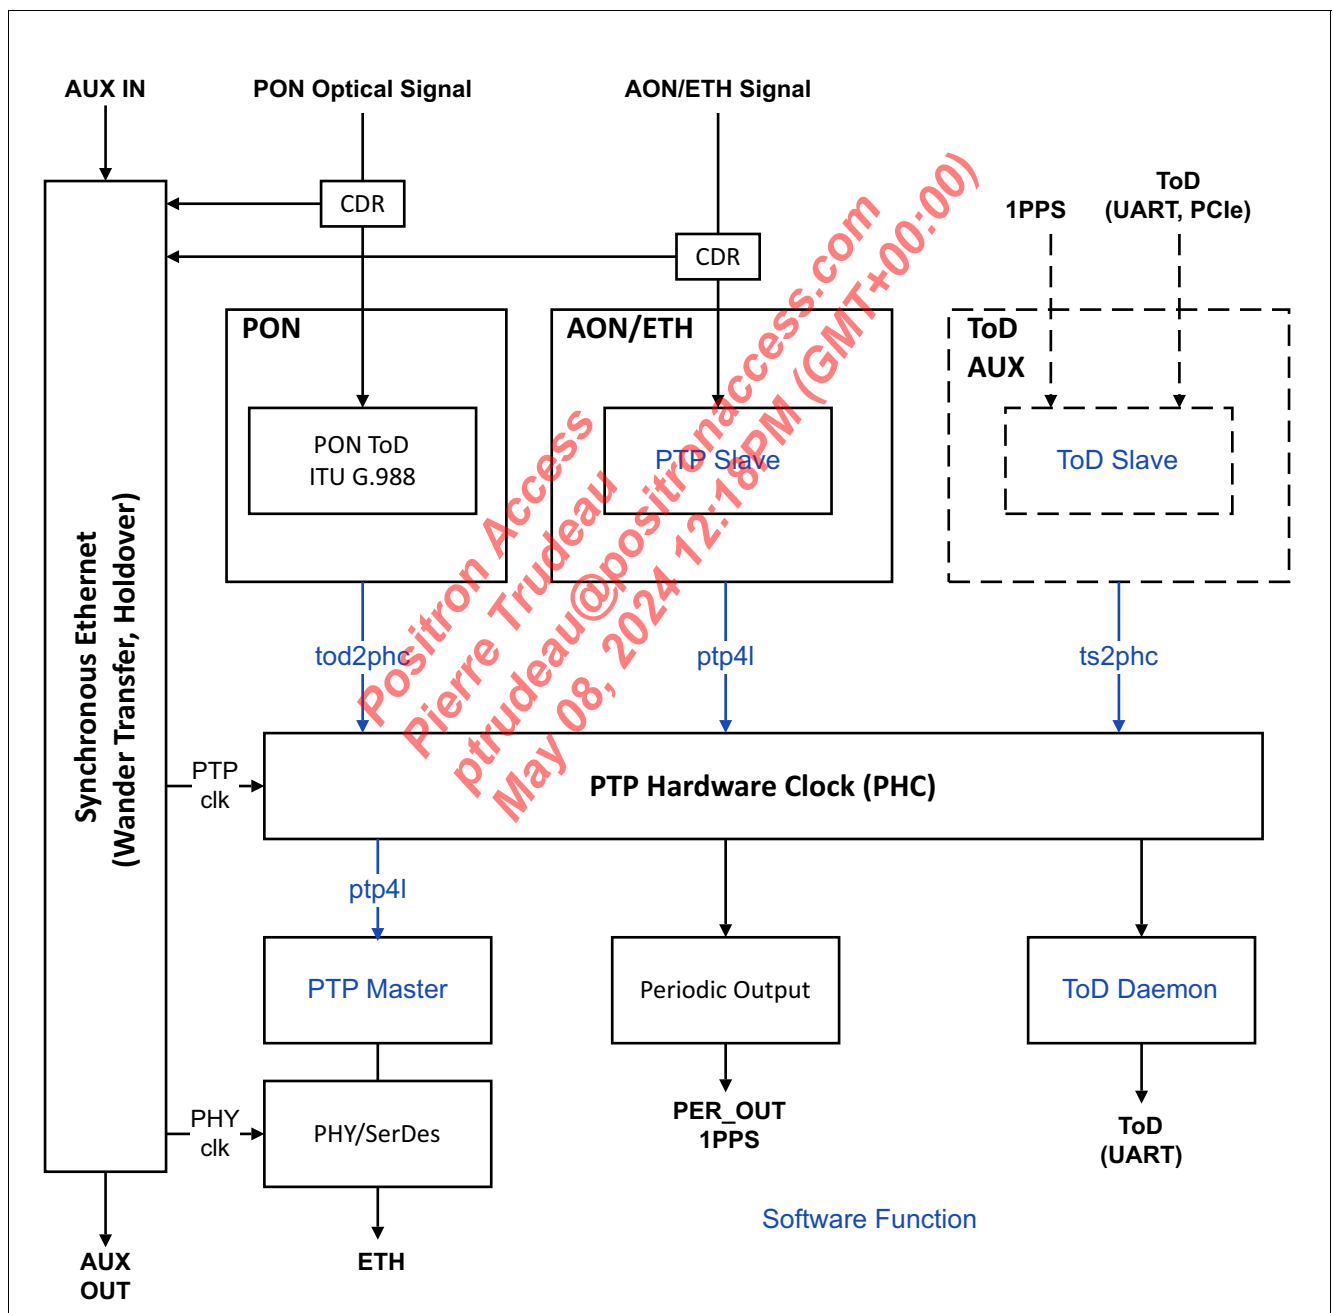 AUX IN
PON Optical Signal
AON/ETH Signal
CDR
CDR
1PPS
ToD
(UART, PCIe)
PON
AON/ETH
ToD
AUX
PON ToD
ITU G.988
PTP Slave
ToD Slave
Synchronous Ethernet
(Wander Transfer, Holdover)
tod2phc
ptp4l
ts2phc
PTP
clk
PTP Hardware Clock (PHC)
ptp4l
PTP Master
Periodic Output
ToD Daemon
PHY
clk
PHY/SerDes
PER_OUT
1PPS
ToD
(UART)
Software Function
AUX
OUT
ETH
Positron Access
Pierre Trudeau
ptrudeau@positronaccess.com
May 08, 2024 12:18PM (GMT+00:00)